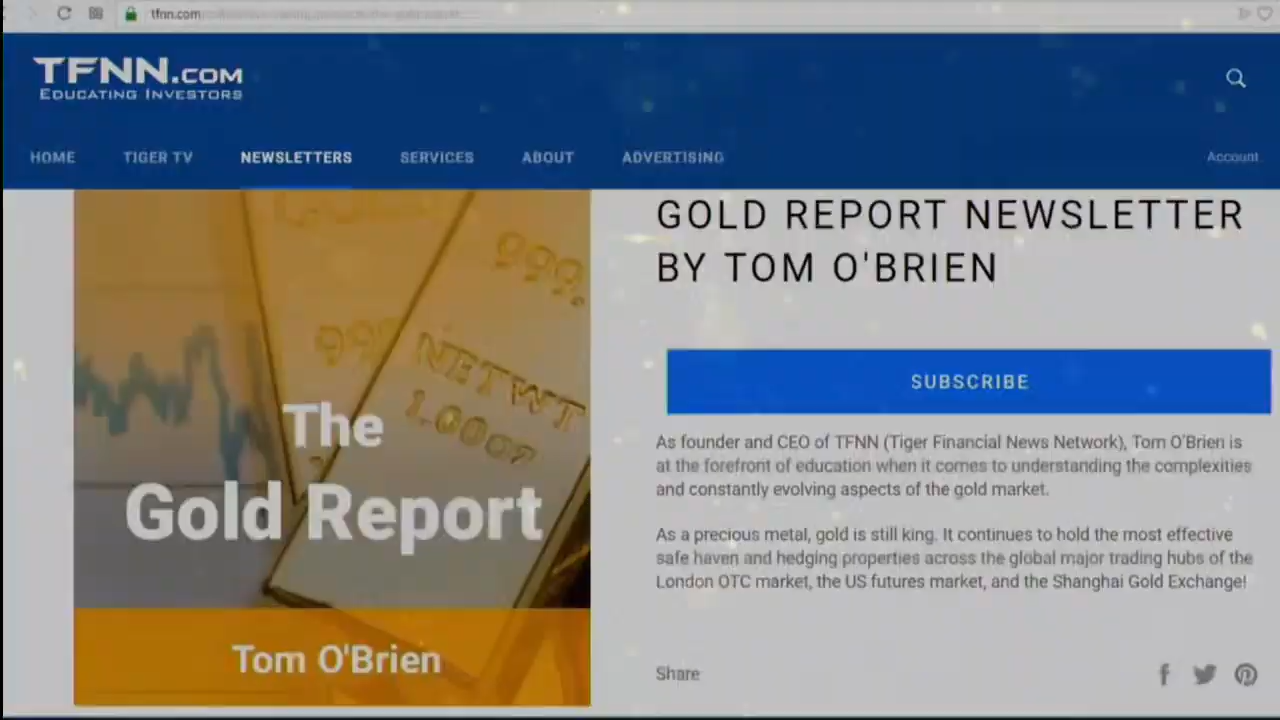 tfnn.com
TFNN.COM
EDUCATING INVESTORS
HOME TIGER TV NEWSLETTERS SERVICES ABOUT ADVERTISING Account
GOLD REPORT NEWSLETTER
BY TOM O'BRIEN
999.
NETWT
1.00oz
The
Gold Report
Tom O'Brien
SUBSCRIBE
As founder and CEO of TFNN (Tiger Financial News Network), Tom O'Brien is
at the forefront of education when it comes to understanding the complexities
and constantly evolving aspects of the gold market.
As a precious metal, gold is still king. It continues to hold the most effective
safe haven and hedging properties across the global major trading hubs of the
London OTC market, the US futures market, and the Shanghai Gold Exchange!
Share